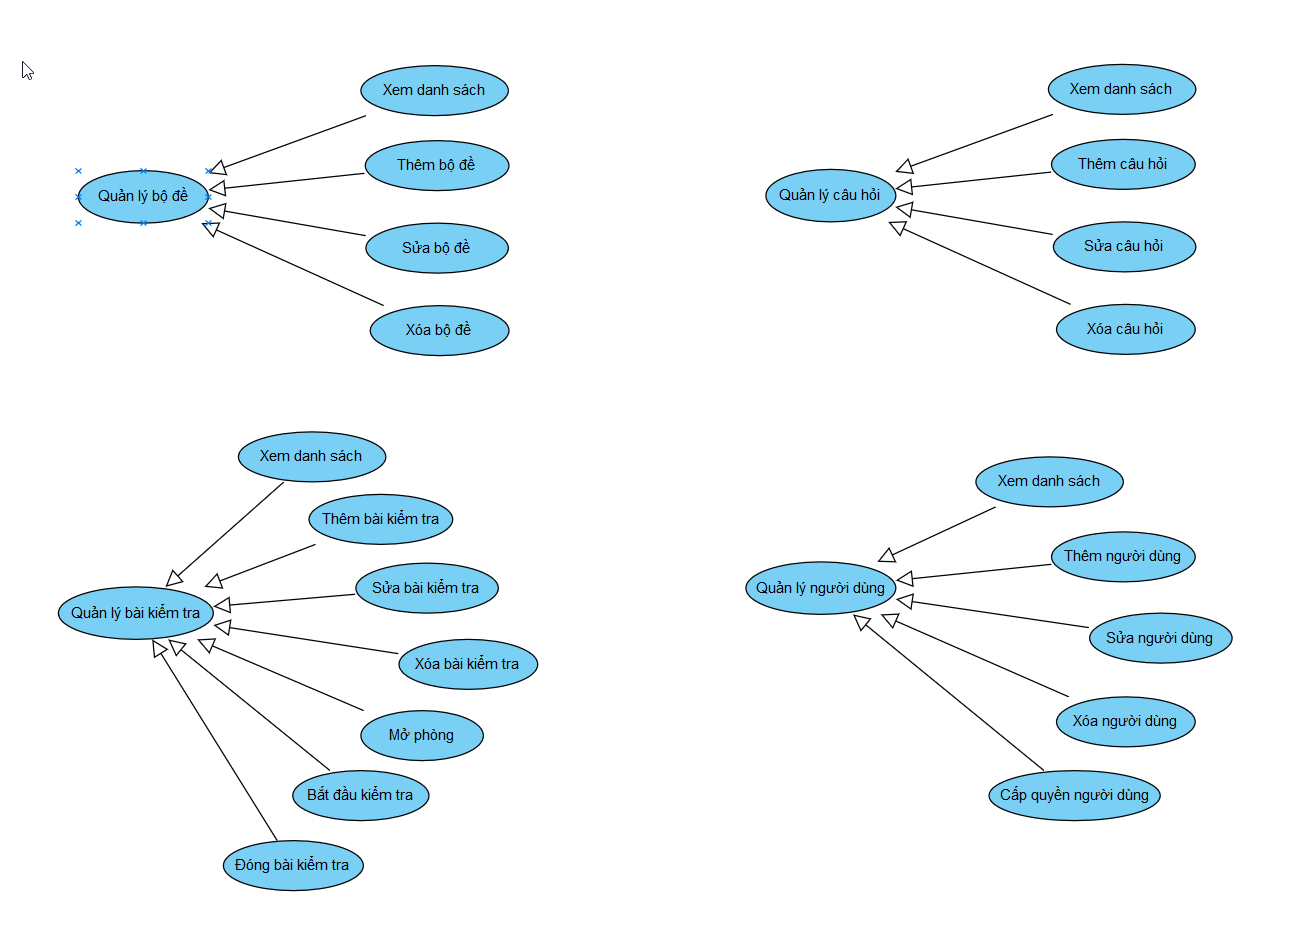 Xem danh sách
Thêm bộ đề
Quản lý bộ đề
Sửa bộ đề
Xóa bộ đề
Xem danh sách
Thêm câu hỏi
Quản lý câu hỏi
Sửa câu hỏi
Xóa câu hỏi
Xem danh sách
Thêm bài kiểm tra
Sửa bài kiểm tra
Quản lý bài kiểm tra
Xóa bài kiểm tra
Mở phòng
Bắt đầu kiểm tra
Đóng bài kiểm tra
Xem danh sách
Thêm người dùng
Quản lý người dùng
Sửa người dùng
Xóa người dùng
Cấp quyền người dùng